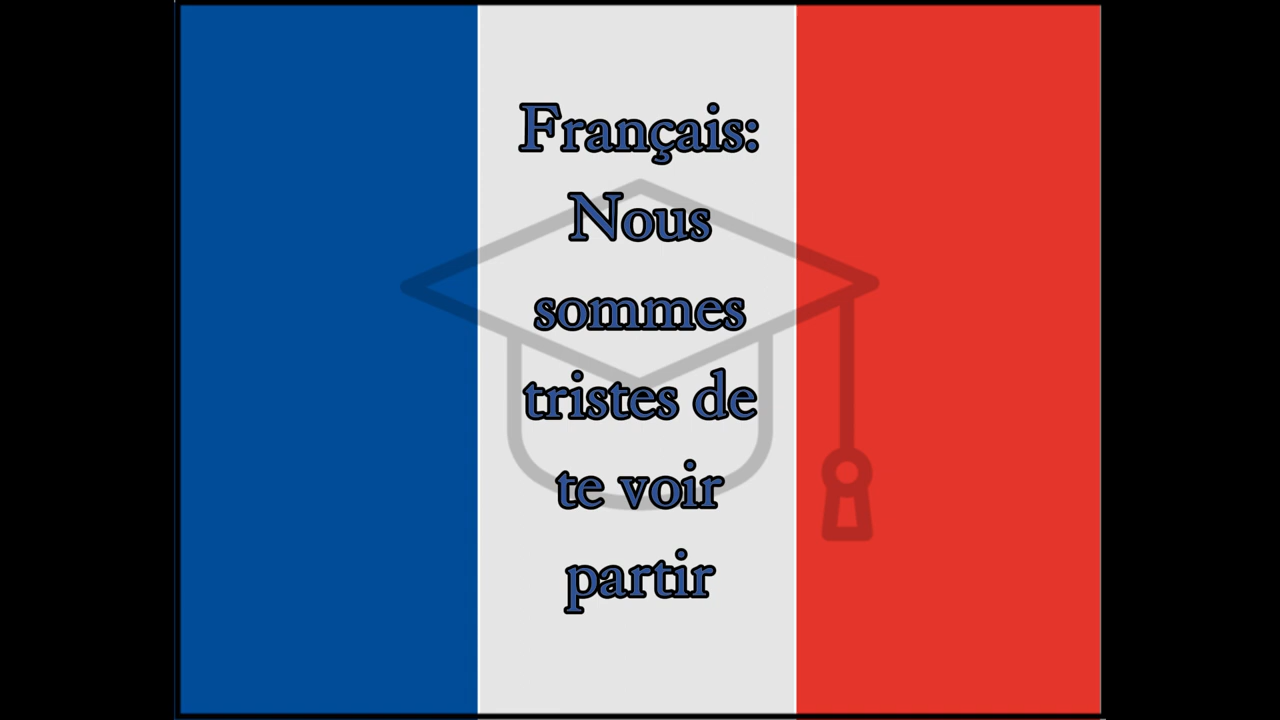 Français:
Nous
sommes
tristes de
te voir
partir